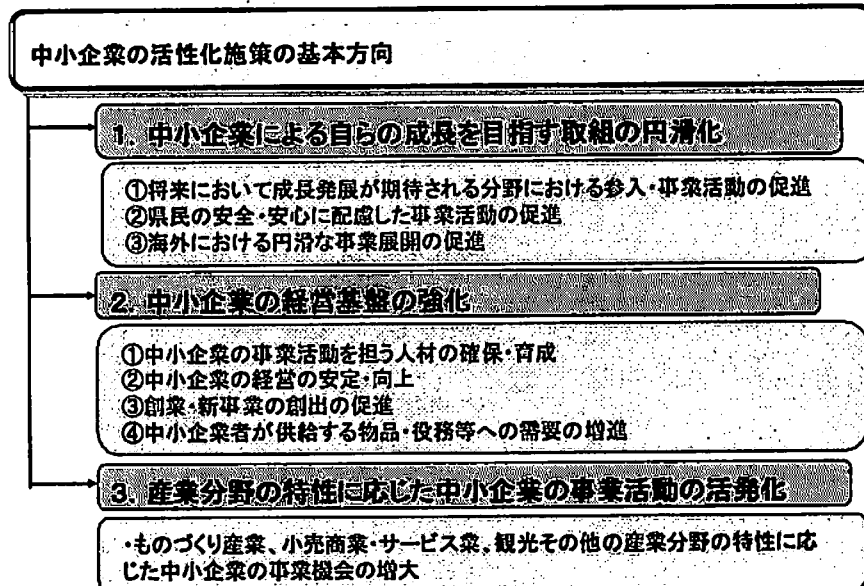 中小企業の活性化施策の基本方向
1. 中小企業による自らの成長を目指す取組の円滑化
①将来において成長発展が期待される分野における参入・事業活動の促進
②県民の安全・安心に配慮した事業活動の促進
③海外における円滑な事業展開の促進
2. 中小企業の経営基盤の強化
①中小企業の事業活動を担う人材の確保・育成
②中小企業の経営の安定・向上
③創業・新事業の創出の促進
④中小企業者が供給する物品・役務等への需要の増進
3. 産業分野の特性に応じた中小企業の事業活動の活発化
・ものづくり産業、小売商業・サービス業、観光その他の産業分野の特性に応
じた中小企業の事業機会の増大